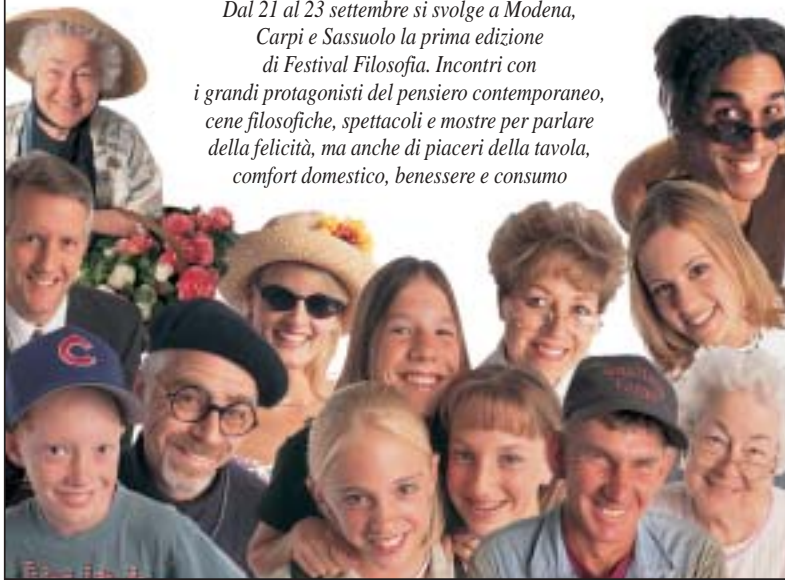 Dal 21 al 23 settembre si svolge a Modena,
Carpi e Sassuolo la prima edizione
di Festival Filosofia. Incontri con
i grandi protagonisti del pensiero contemporaneo,
cene filosofiche, spettacoli e mostre per parlare
della felicità, ma anche di piaceri della tavola,
comfort domestico, benessere e consumo
C